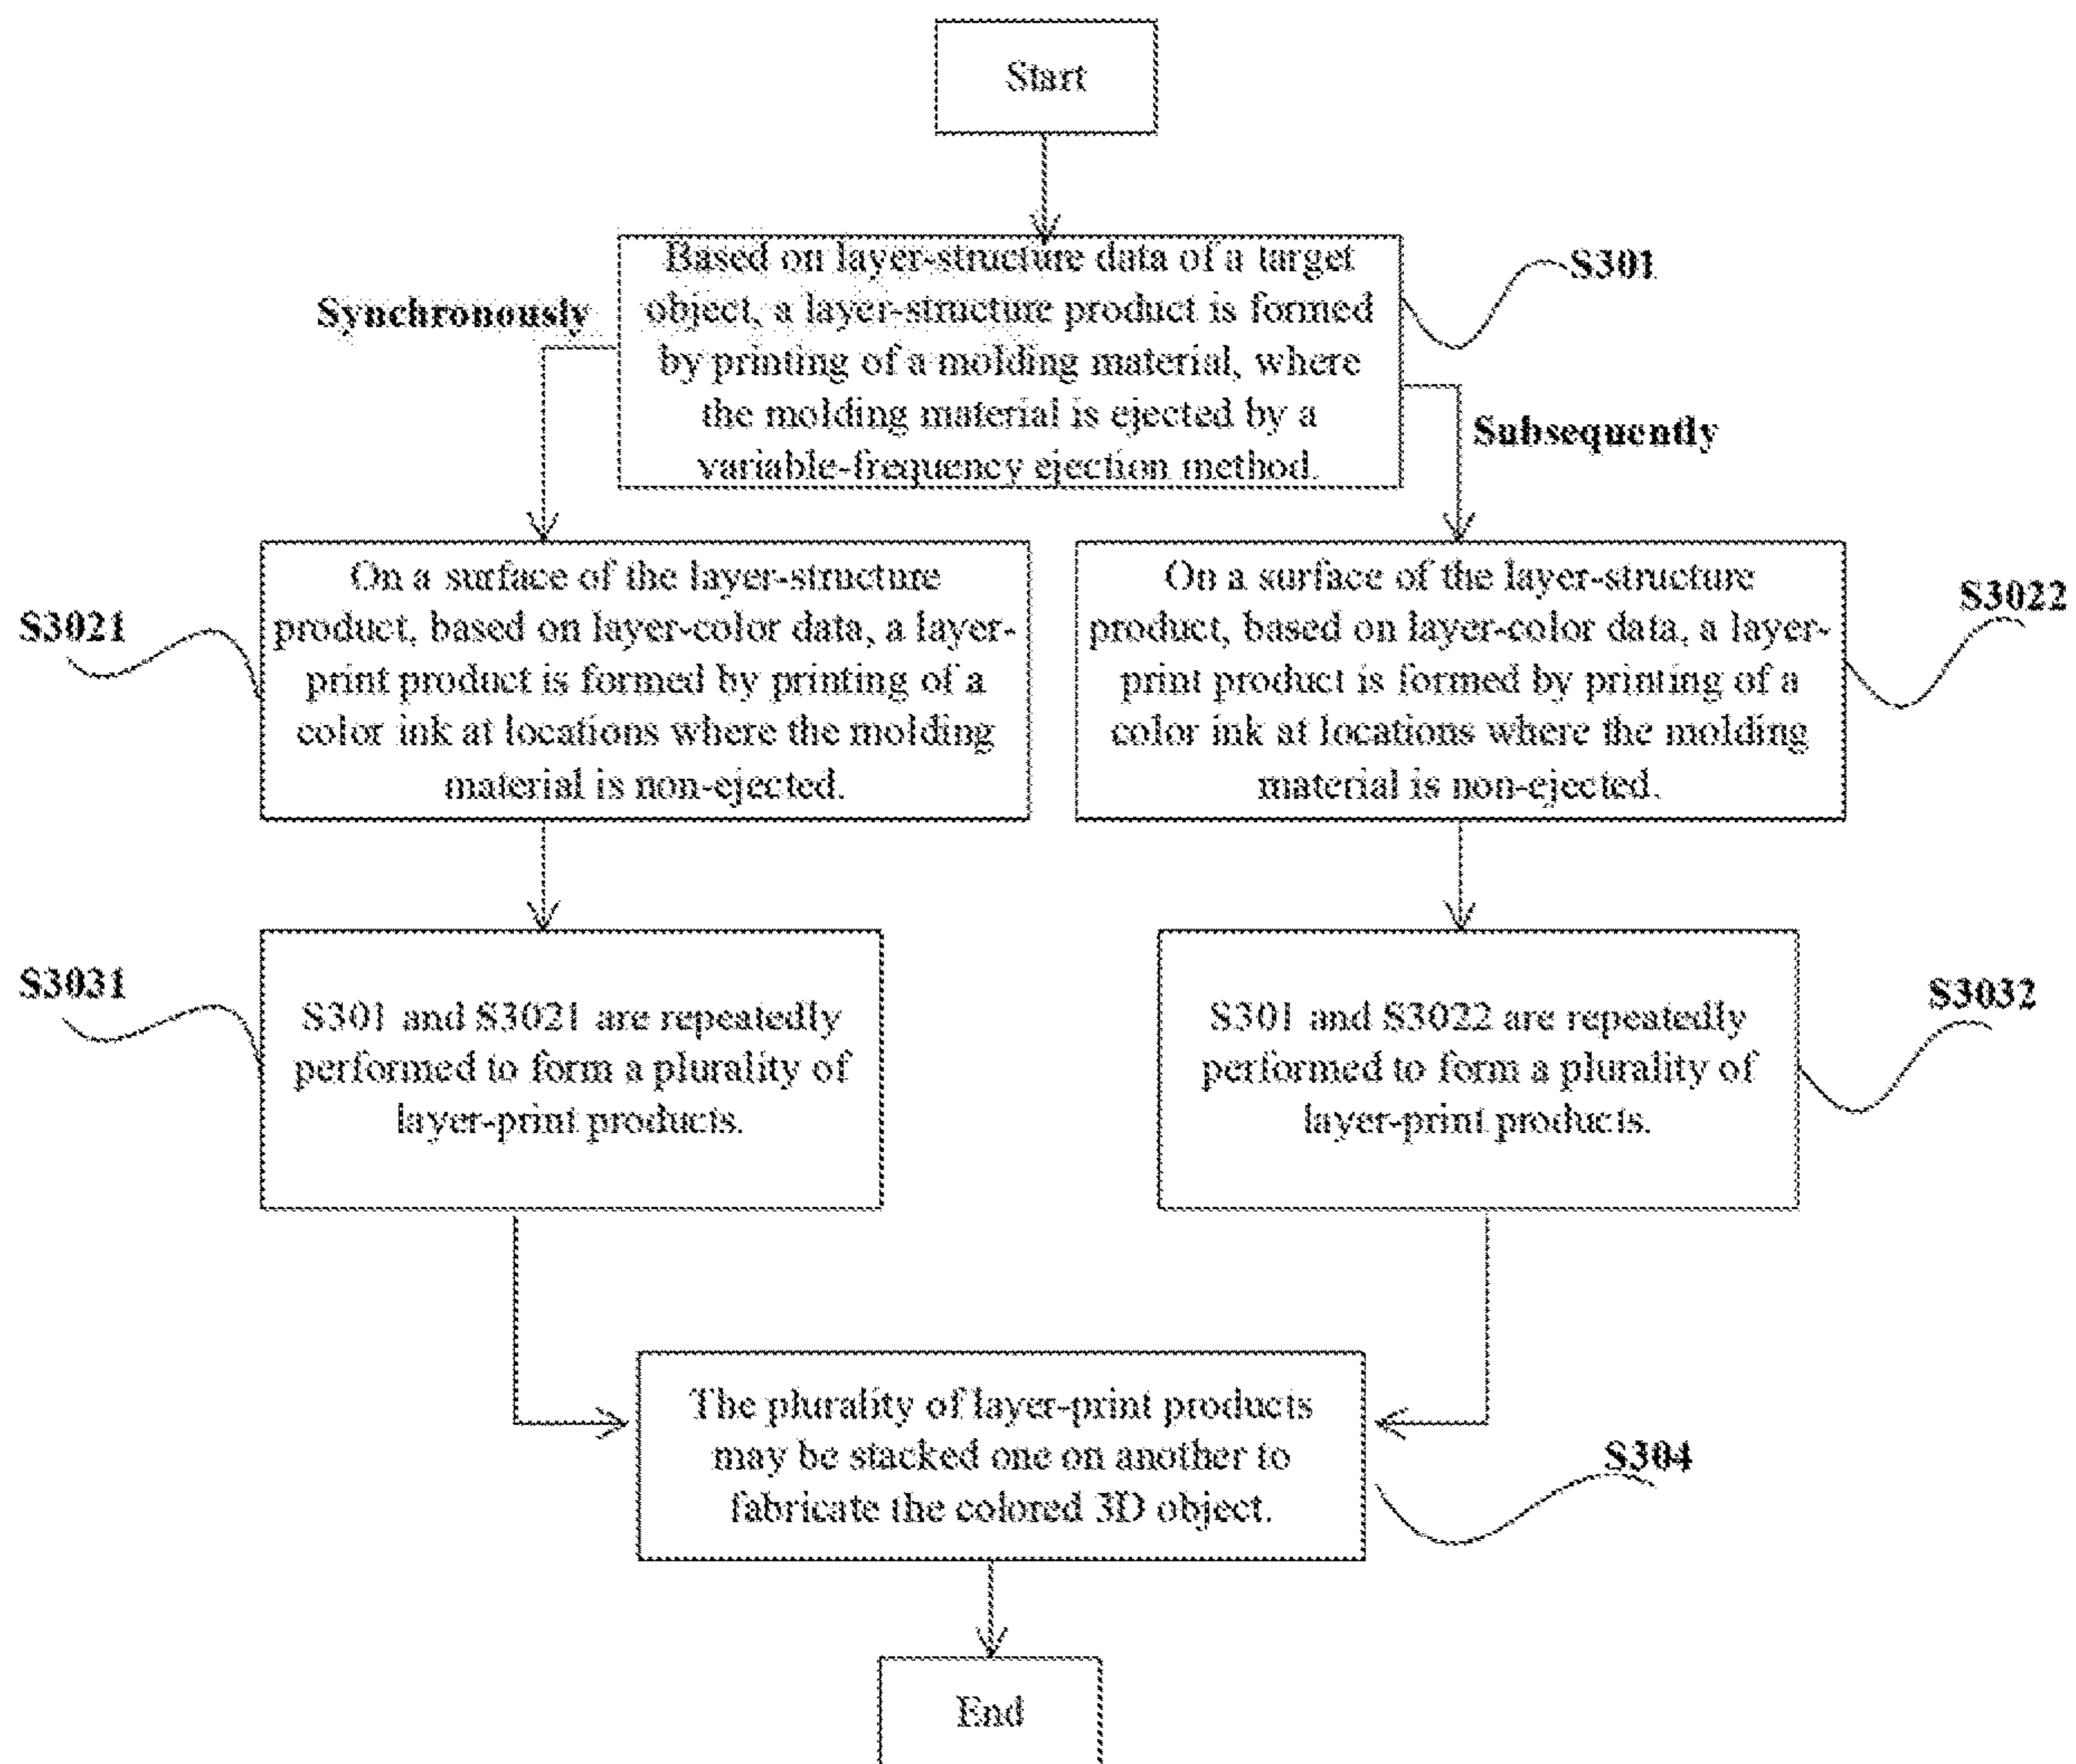 Start
Based on layer-structure data of a target
object, a layer-structure product is formed
by printing of a molding material, where
the molding material is ejected by a
variable-frequency ejection method.
S301
Synchronously
Subsequently
On a surface of the layer-structure
product, based on layer-color data, a layer-
print product is formed by printing of a
color ink at locations where the molding
material is non-ejected.
S3021
On a surface of the layer-structure
product, based on layer-color data, a layer-
print product is formed by printing of a
color ink at locations where the molding
material is non-ejected.
S3022
S3031
S301 and S3021 are repeatedly
performed to form a plurality of
layer-print products.
S301 and S3022 are repeatedly
performed to form a plurality of
layer-print products.
S3032
The plurality of layer-print products
may be stacked one on another to
fabricate the colored 3D object.
S304
End